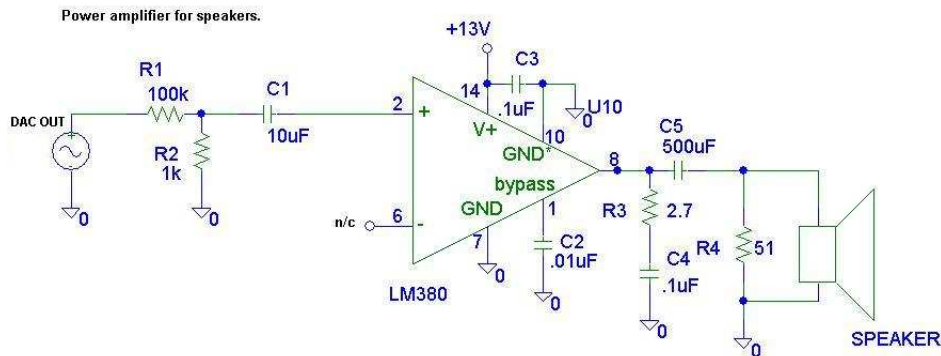 Power amplifier for speakers.
+13V
R1
100k
C1
10uF
C3
.1uF
14
2
+
V+
0
U10
DAC OUT
+
R2
1k
10
GND*
C5
500uF
8
bypass
n/c
6
-
GND
7
1
R3
2.7
R4
51
C2
.01uF
C4
.1uF
0
0
0
0
0
0
LM380
SPEAKER